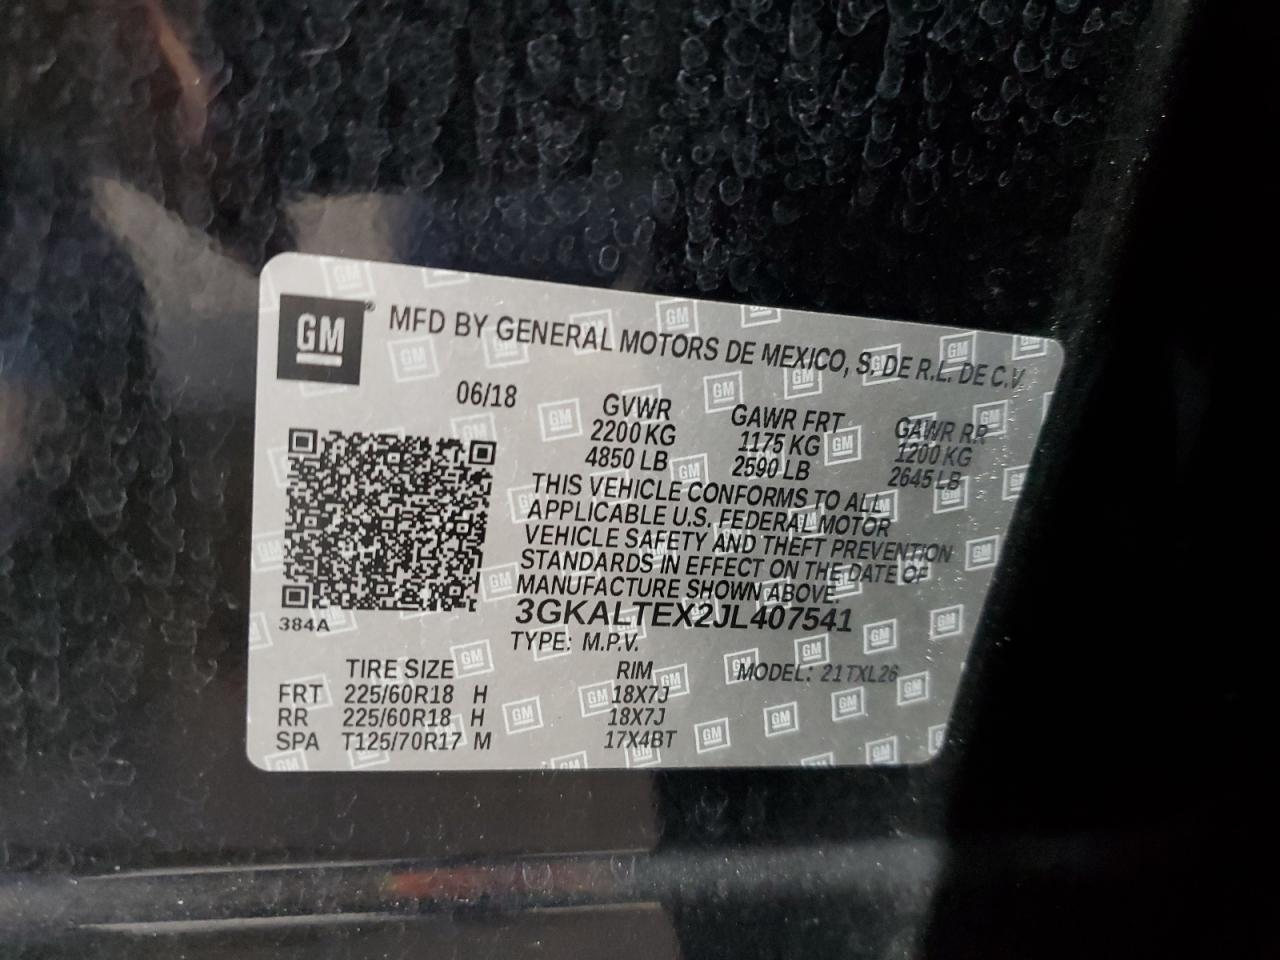 GM ® MFD BY GENERAL MOTORS DE MEXICO, S. DE R.L. DE C.V.
06/18
GVWR GAWR FRT GAWR RR
2200 KG 1175 KG 1200 KG
4850 LB 2590 LB 2645 LB
THIS VEHICLE CONFORMS TO ALL
APPLICABLE U.S. FEDERAL MOTOR
VEHICLE SAFETY AND THEFT PREVENTION
STANDARDS IN EFFECT ON THE DATE OF
MANUFACTURE SHOWN ABOVE.
3GKALTEX2JL407541
384A
TYPE: M.P.V.
TIRE SIZE RIM MODEL: 21TXL26
FRT 225/60R18 H 18X7J
RR 225/60R18 H 18X7J
SPA T125/70R17 M 17X4BT